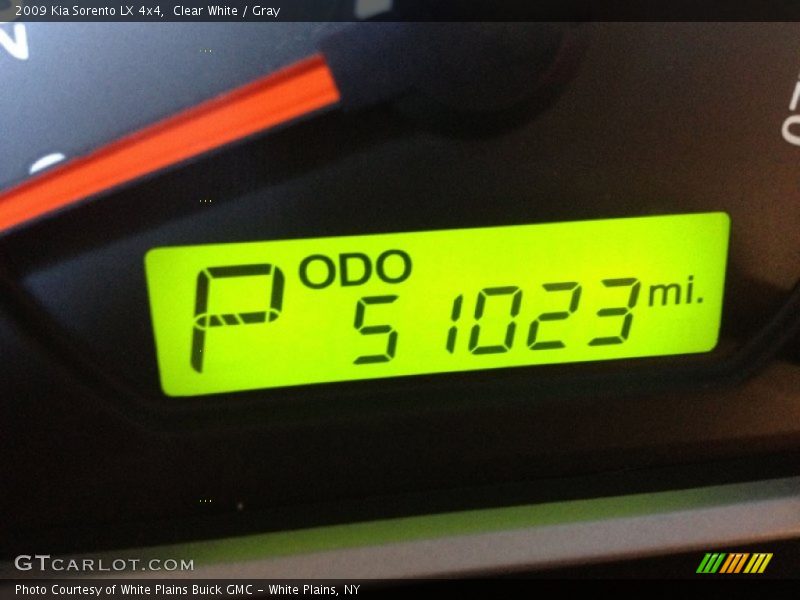 2009 Kia Sorento LX 4x4,  Clear White / Gray
ODO
P 51023 mi.
GTCARLOT.COM
Photo Courtesy of White Plains Buick GMC - White Plains, NY